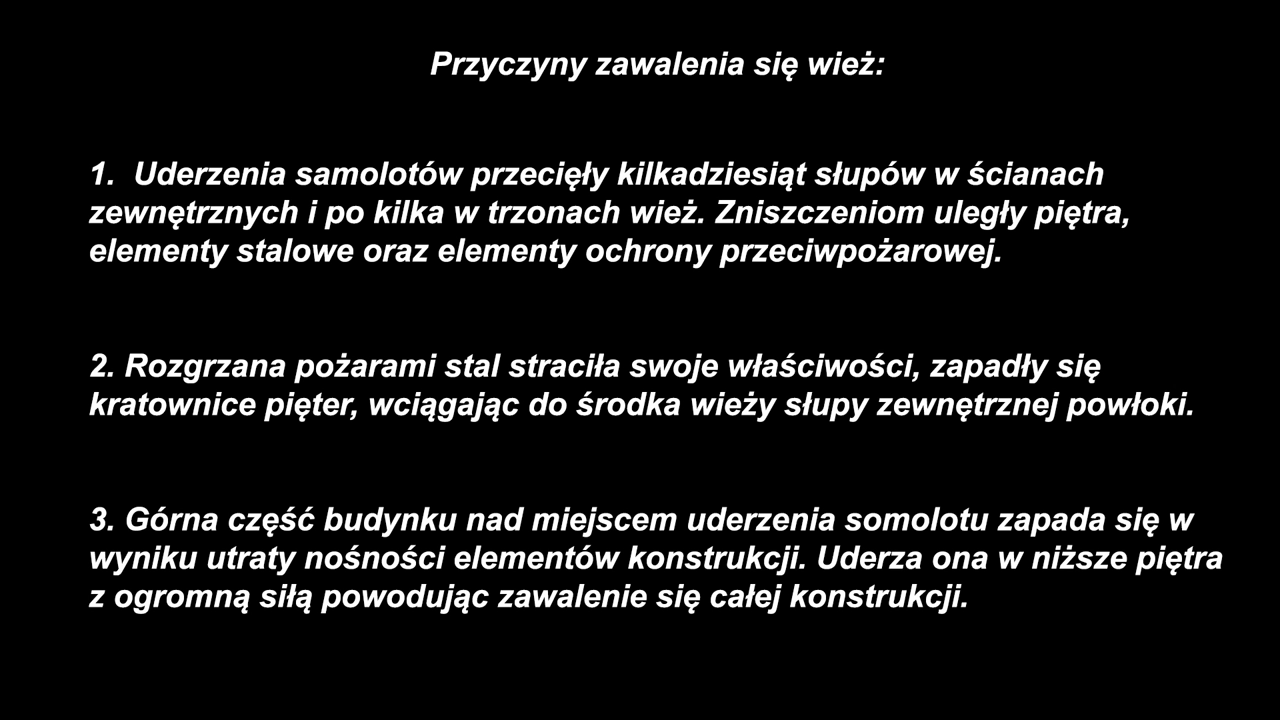 Przyczyny zawalenia się wież:
1. Uderzenia samolotów przecięły kilkadziesiąt słupów w ścianach
zewnętrznych i po kilka w trzonach wież. Zniszczeniom uległy piętra,
elementy stalowe oraz elementy ochrony przeciwpożarowej.
2. Rozgrzana pożarami stal straciła swoje właściwości, zapadły się
kratownice pięter, wciągając do środka wieży słupy zewnętrznej powłoki.
3. Górna część budynku nad miejscem uderzenia somolotu zapada się w
wyniku utraty nośności elementów konstrukcji. Uderza ona w niższe piętra
z ogromną siłą powodując zawalenie się całej konstrukcji.